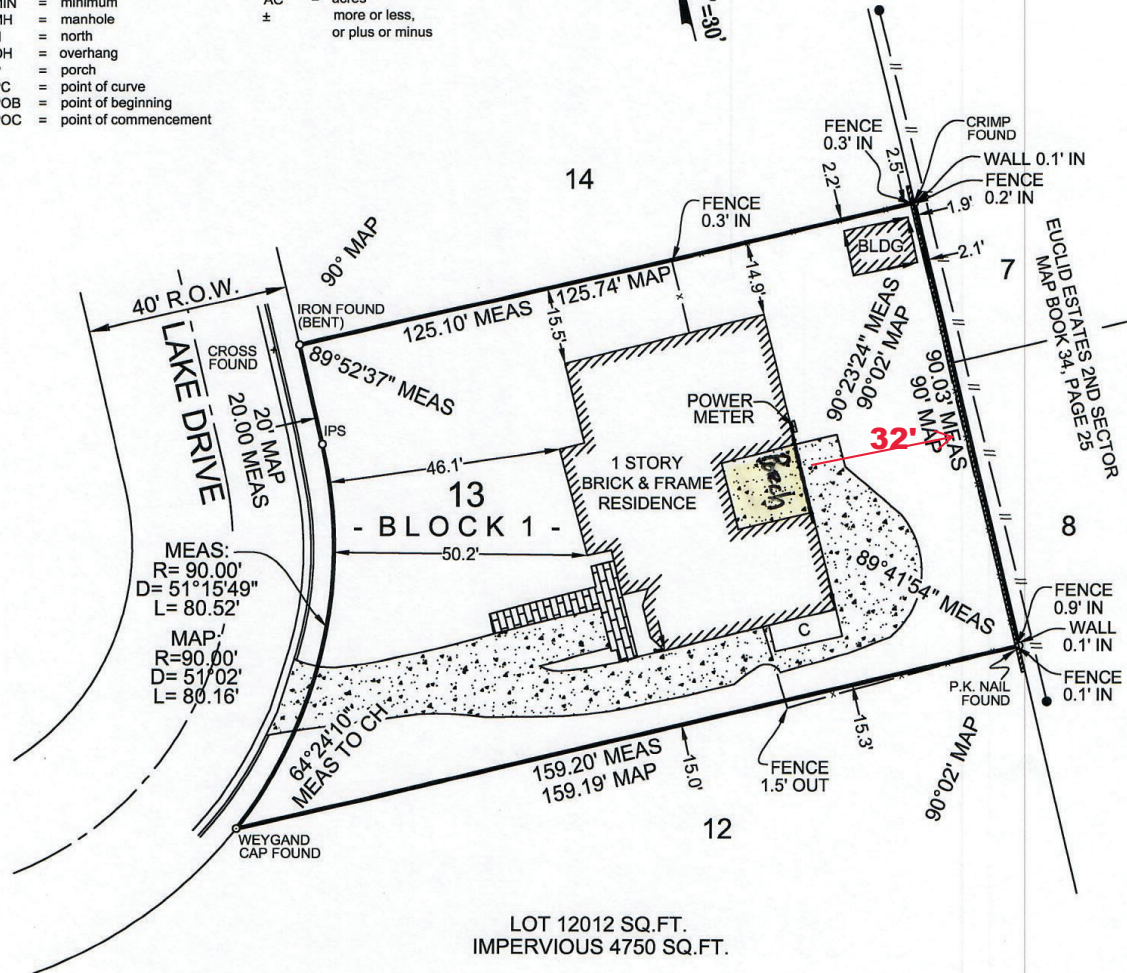 = minimum
= manhole
= north
= overhang
= porch
= point of curve
= point of beginning
= point of commencement
= acres
± more or less,
or plus or minus
=30'
14
90° MAP
40' R.O.W.
LAKE DRIVE
IRON FOUND
(BENT)
CROSS
FOUND
20' MAP
20.00 MEAS
IPS
89°52'37" MEAS
125.10' MEAS
125.74' MAP
FENCE
0.3' IN
FENCE
0.3' IN
2.2'
2.5'
CRIMP
FOUND
WALL 0.1' IN
FENCE
0.2' IN
1.9'
2.1'
BLDG
7
EUCLID ESTATES 2ND SECTOR
MAP BOOK 34, PAGE 25
15.5'
14.9'
90°23'24" MEAS
90°02' MAP
90.03' MEAS
90' MAP
POWER
METER
32'
46.1'
13
- BLOCK 1 -
50.2'
1 STORY
BRICK & FRAME
RESIDENCE
Porch
8
MEAS:
R= 90.00'
D= 51°15'49"
L= 80.52'
MAP:
R=90.00'
D= 51°02'
L= 80.16'
89°41'54" MEAS
C
FENCE
0.9' IN
WALL
0.1' IN
FENCE
0.1' IN
P.K. NAIL
FOUND
64°24'10"
MEAS TO CH
159.20' MEAS
159.19' MAP
15.0'
FENCE
1.5' OUT
15.3'
90°02' MAP
WEYGAND
CAP FOUND
12
LOT 12012 SQ.FT.
IMPERVIOUS 4750 SQ.FT.